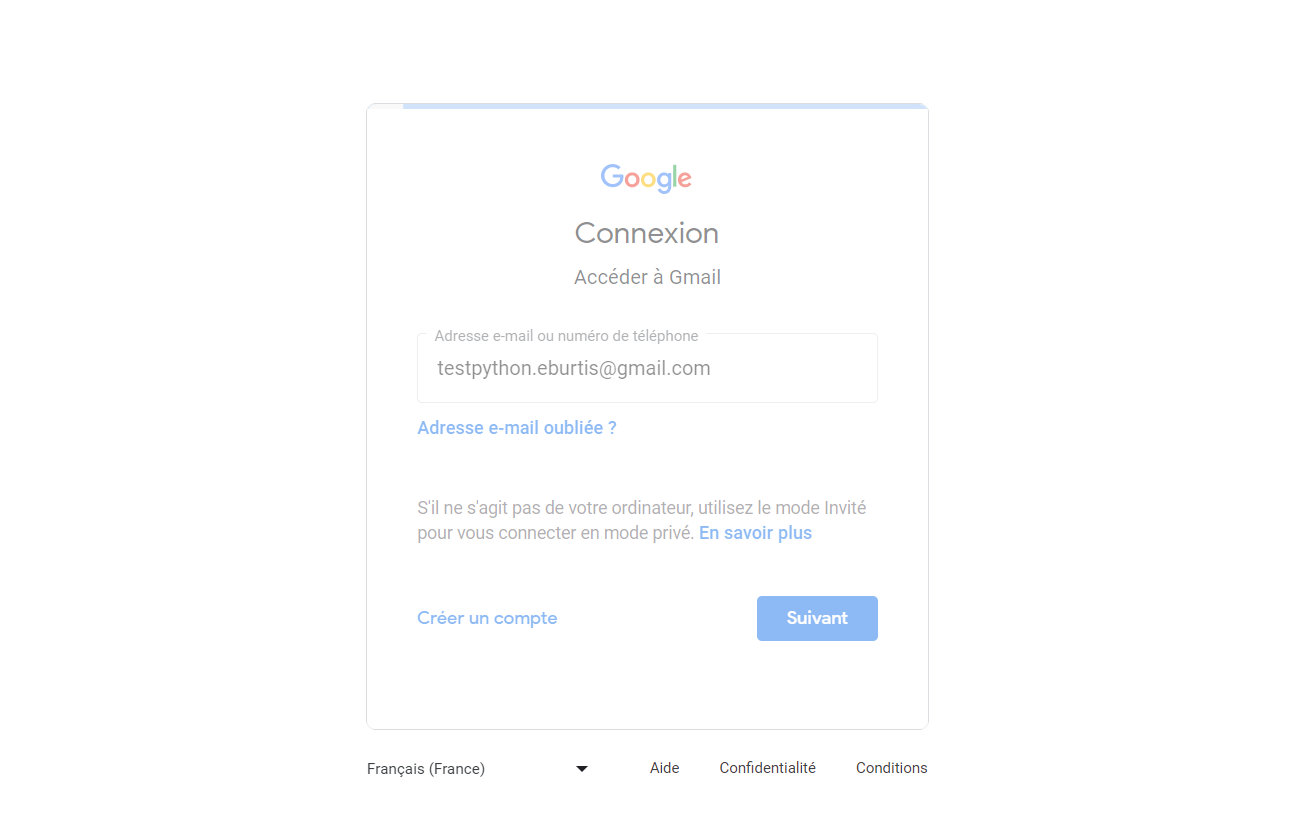 Google
Connexion
Accéder à Gmail
Adresse e-mail ou numéro de téléphone
testpython.eburtis@gmail.com
Adresse e-mail oubliée ?
S'il ne s'agit pas de votre ordinateur, utilisez le mode Invité
pour vous connecter en mode privé. En savoir plus
Créer un compte
Suivant
Français (France)
Aide
Confidentialité
Conditions